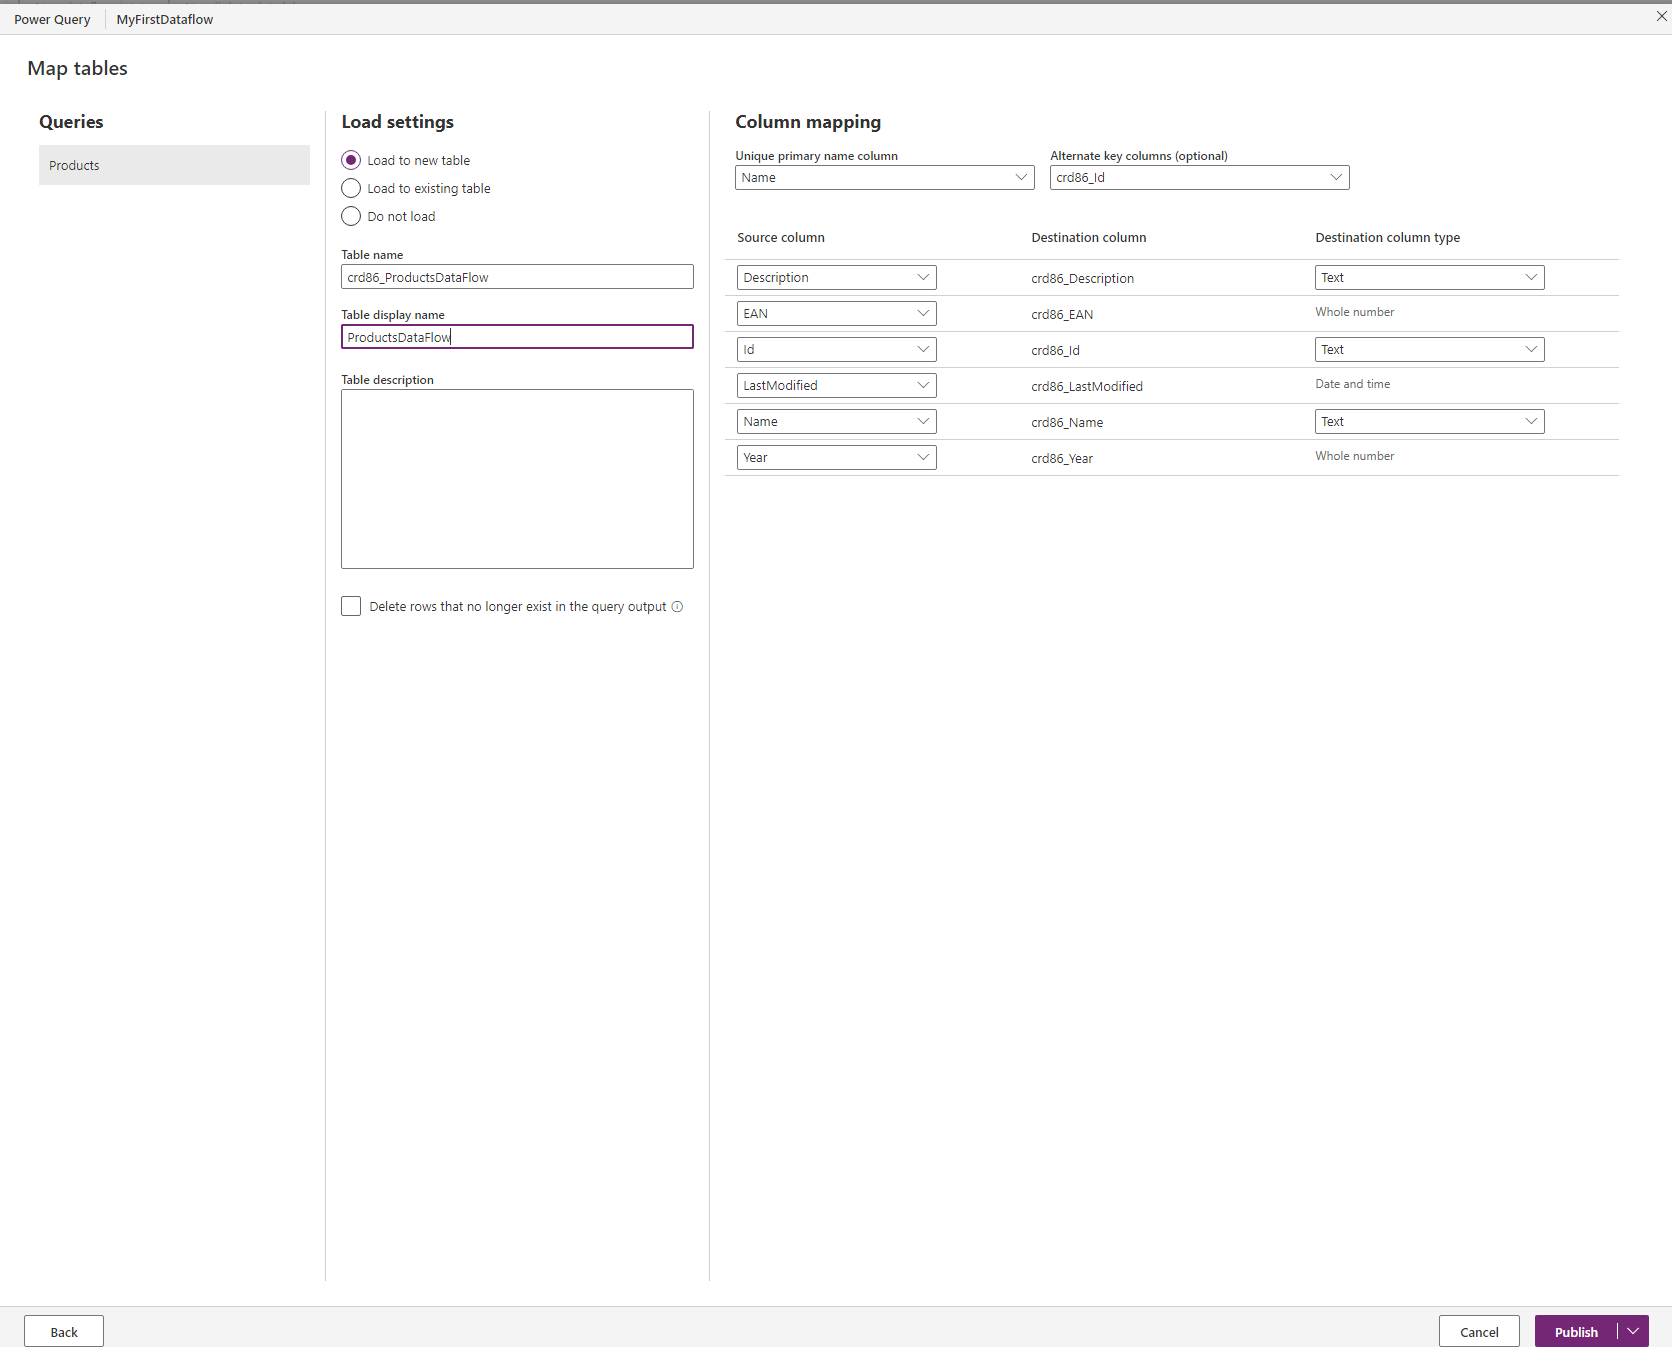 Power Query
MyFirstDataflow
Map tables
Queries
Products
Load settings
Load to new table
Load to existing table
Do not load
Table name
crd86_ProductsDataFlow
Table display name
ProductsDataFlow
Table description
Delete rows that no longer exist in the query output
Column mapping
Unique primary name column
Name
Alternate key columns (optional)
crd86_Id
Source column Destination column Destination column type
Description crd86_Description Text
EAN crd86_EAN Whole number
Id crd86_Id Text
LastModified crd86_LastModified Date and time
Name crd86_Name Text
Year crd86_Year Whole number
Back
Cancel
Publish